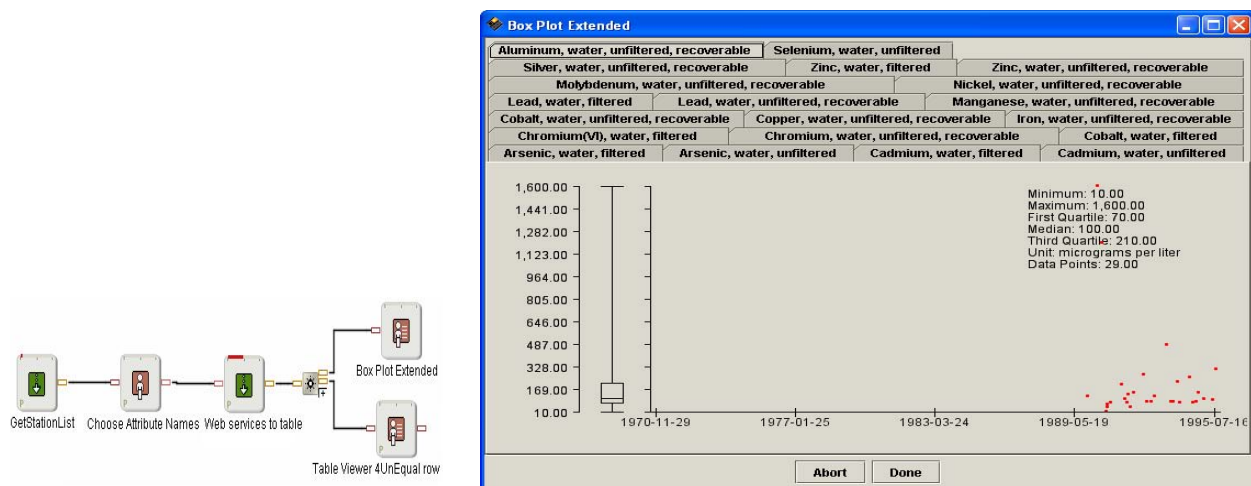 GetStationList
Choose Attribute Names
Web services to table
Box Plot Extended
Table Viewer 4UnEqual row
P
P
P
Box Plot Extended
Aluminum, water, unfiltered, recoverable
Selenium, water, unfiltered
Silver, water, unfiltered, recoverable
Zinc, water, filtered
Zinc, water, unfiltered, recoverable
Molybdenum, water, unfiltered, recoverable
Nickel, water, unfiltered, recoverable
Lead, water, filtered
Lead, water, unfiltered, recoverable
Manganese, water, unfiltered, recoverable
Cobalt, water, unfiltered, recoverable
Copper, water, unfiltered, recoverable
Iron, water, unfiltered, recoverable
Chromium(VI), water, filtered
Chromium, water, unfiltered, recoverable
Cobalt, water, filtered
Arsenic, water, filtered
Arsenic, water, unfiltered
Cadmium, water, filtered
Cadmium, water, unfiltered
1,600.00
1,441.00
1,282.00
1,123.00
964.00
805.00
646.00
487.00
328.00
169.00
10.00
Minimum: 10.00
Maximum: 1,600.00
First Quartile: 70.00
Median: 100.00
Third Quartile: 210.00
Unit: micrograms per liter
Data Points: 29.00
1970-11-29
1977-01-25
1983-03-24
1989-05-19
1995-07-16
Abort
Done